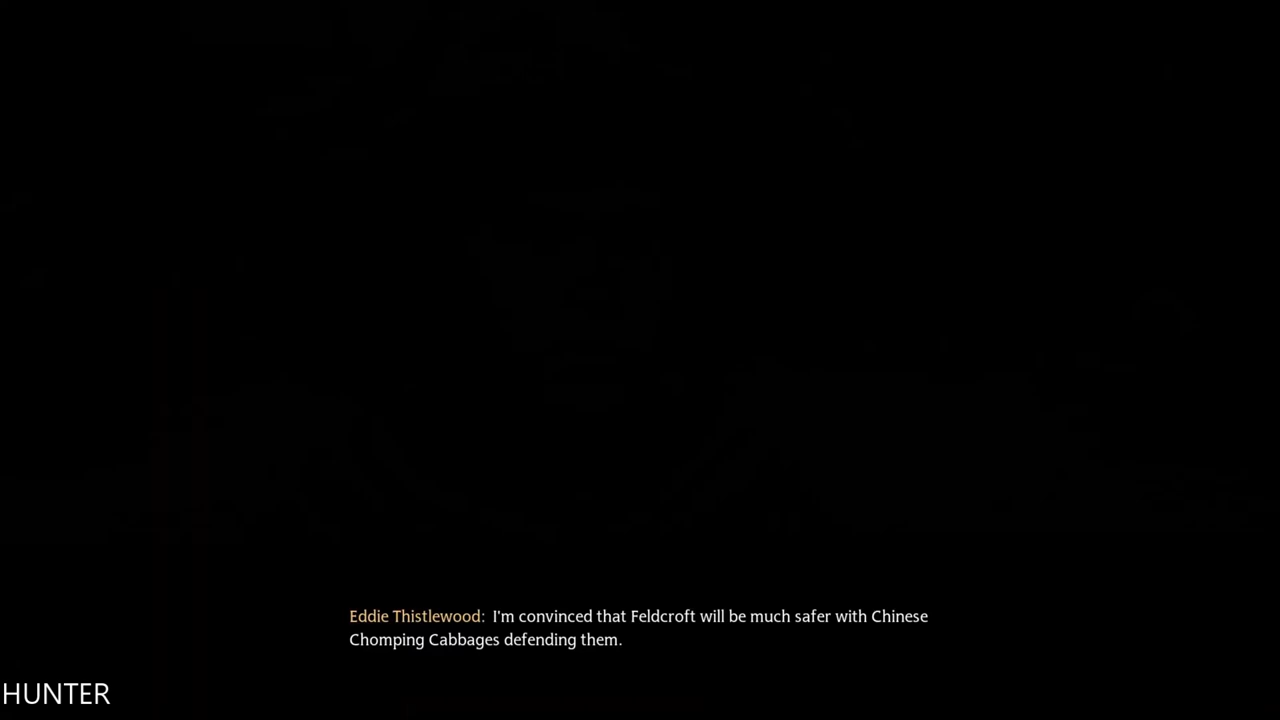 Eddie Thistlewood: I'm convinced that Feldcroft will be much safer with Chinese
Chomping Cabbages defending them.
HUNTER